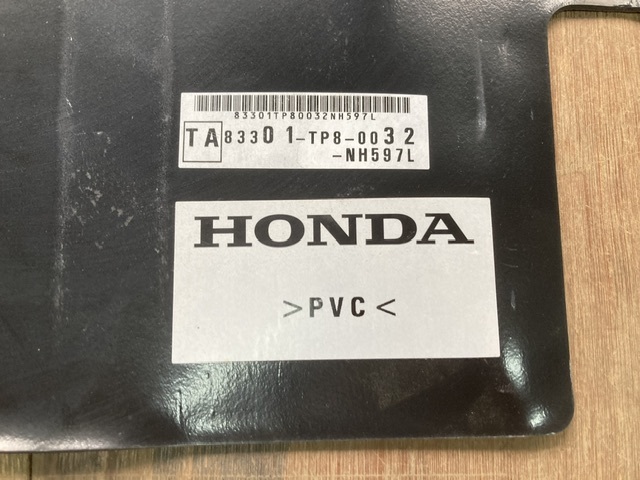 83301TP80032NH597L
TA 83301-TP8-0032
-NH597L
HONDA
>PVC<